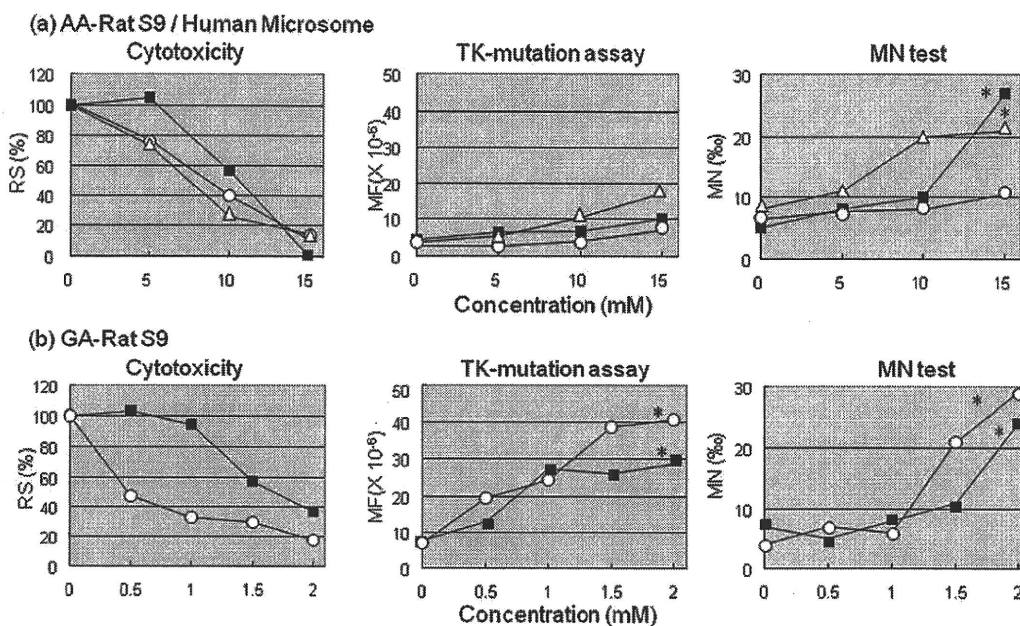 (a) AA-Rat S9 / Human Microsome
Cytotoxicity
TK-mutation assay
MN test
RS (%)
120
100
80
60
40
20
0
0 5 10 15
MF(X 10-6)
50
40
30
20
10
0
0 5 10 15
MN (‰)
30
20
10
0
0 5 10 15
* *
Concentration (mM)
(b) GA-Rat S9
Cytotoxicity
TK-mutation assay
MN test
RS (%)
120
100
80
60
40
20
0
0 0.5 1 1.5 2
MF(X 10-6)
50
40
30
20
10
0
0 0.5 1 1.5 2
* *
MN (‰)
30
20
10
0
0 0.5 1 1.5 2
* *
Concentration (mM)